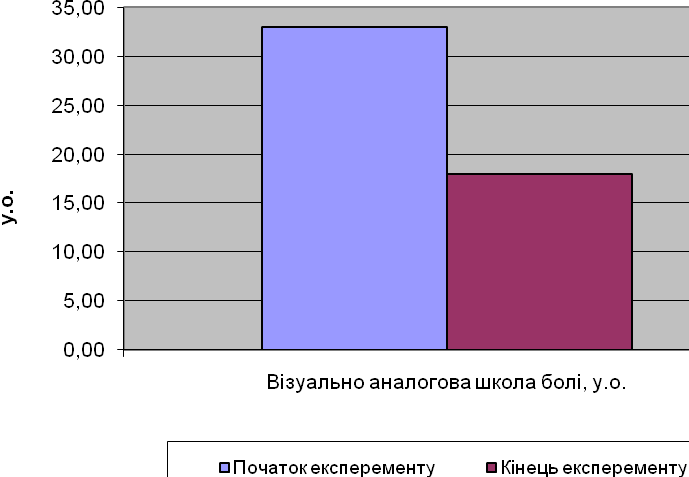 35,00
30,00
25,00
20,00
15,00
10,00
5,00
0,00
у.о.
Візуально аналогова школа болі, у.о.
Початок експеременту
Кінець експеременту